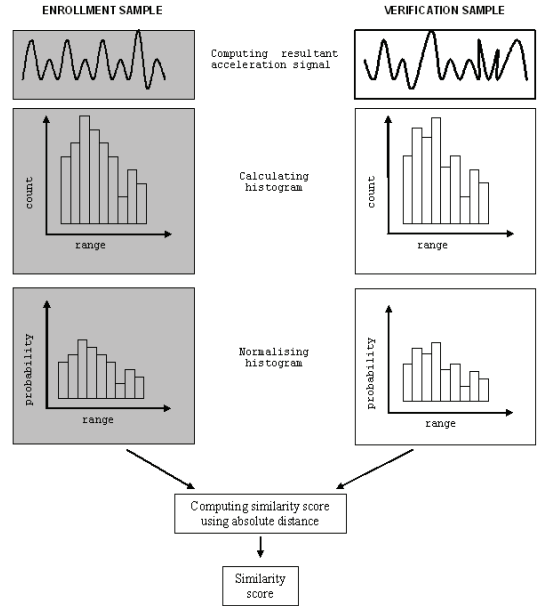 ENROLLMENT SAMPLE
VERIFICATION SAMPLE
Computing resultant
acceleration signal
count
range
Calculating
histogram
count
range
probability
range
Normalising
histogram
probability
range
Computing similarity score
using absolute distance
Similarity
score